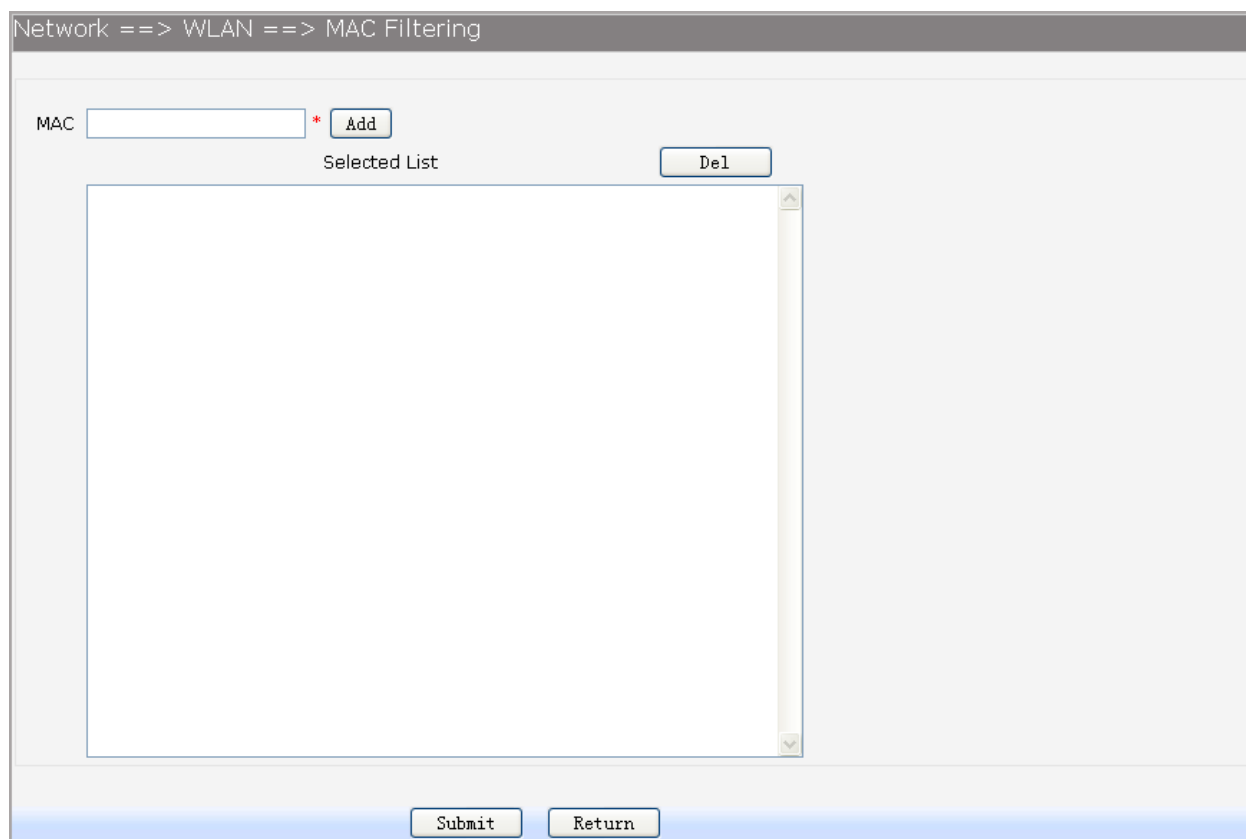 Network ==> WLAN ==> MAC Filtering
MAC * Add
Selected List Del
Submit Return